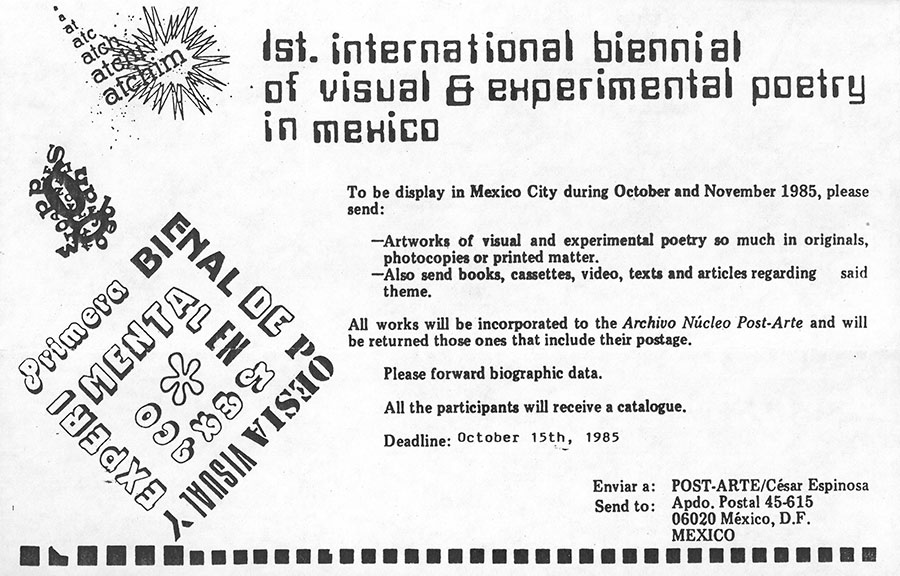 at
atc
atch
atchi
atchim
1st. international biennial
of visual & experimental poetry
in mexico
To be display in Mexico City during October and November 1985, please
send:
—Artworks of visual and experimental poetry so much in originals,
photocopies or printed matter.
—Also send books, cassettes, video, texts and articles regarding said
theme.
All works will be incorporated to the Archivo Núcleo Post-Arte and will
be returned those ones that include their postage.
Please forward biographic data.
All the participants will receive a catalogue.
Deadline: October 15th, 1985
Enviar a: POST-ARTE/César Espinosa
Send to: Apdo. Postal 45-615
06020 México, D.F.
MEXICO
Primera BIENAL DE POESIA VISUAL Y
EXPERIMENTAL EN MEXICO